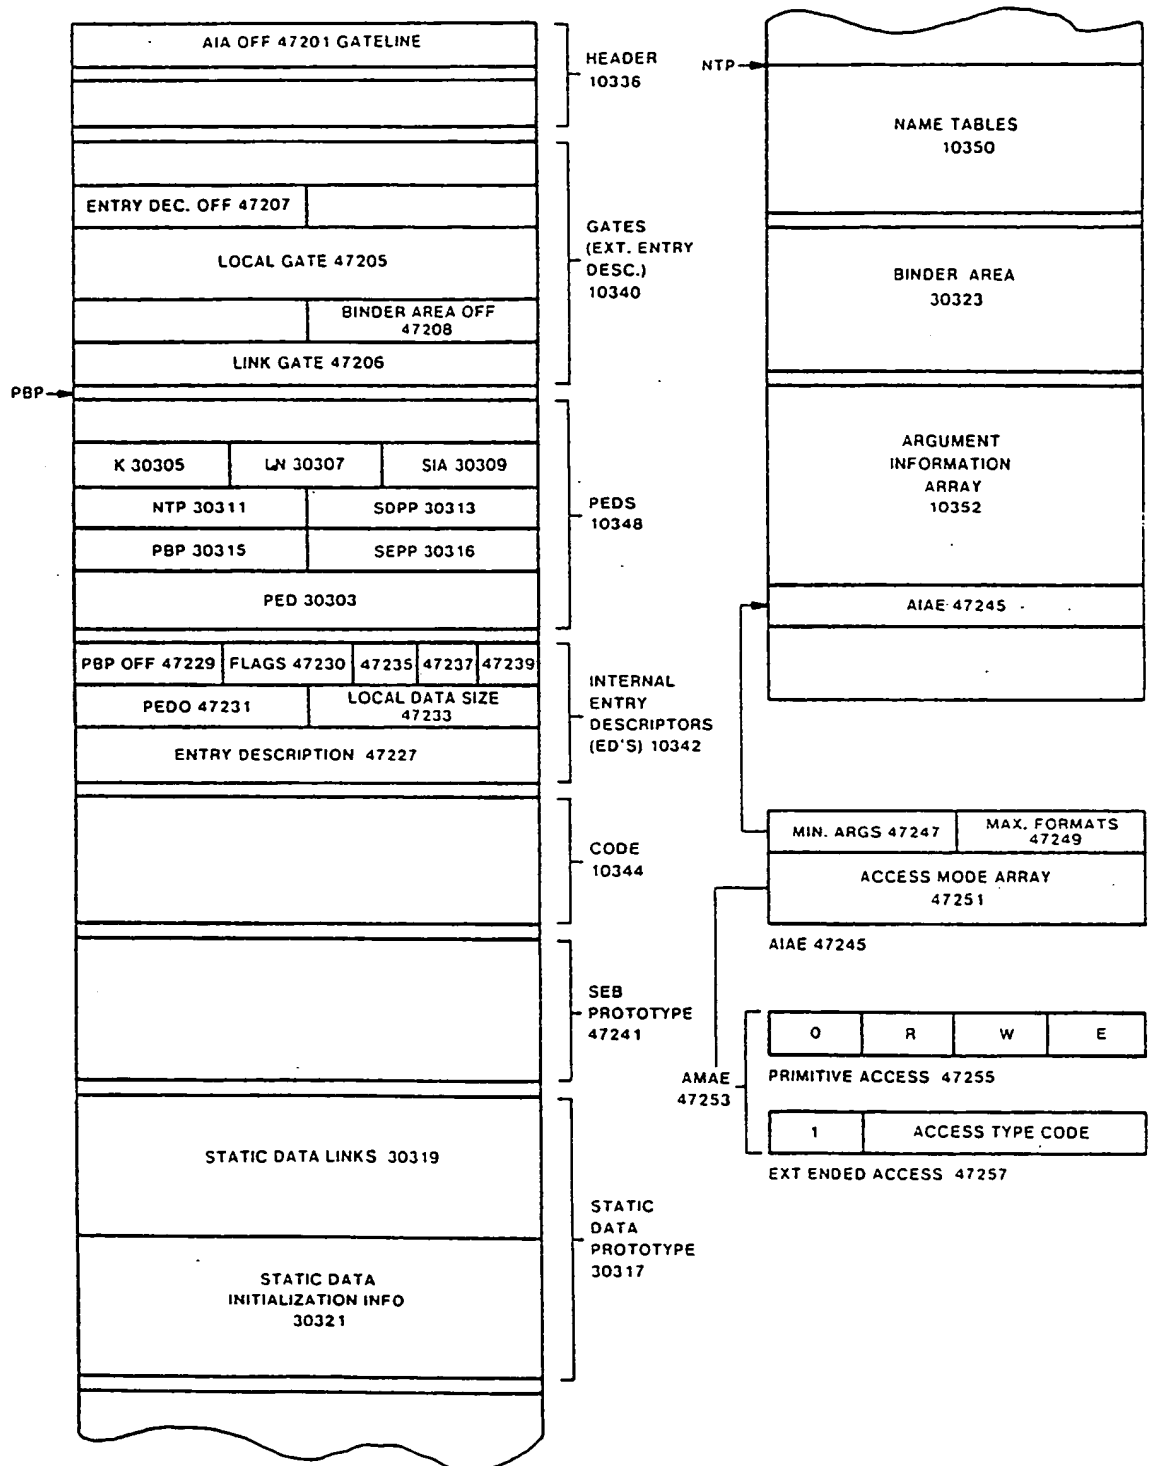 AIA OFF 47201 GATELINE
HEADER
10336
ENTRY DEC. OFF 47207
LOCAL GATE 47205
BINDER AREA OFF
47208
LINK GATE 47206
GATES
(EXT. ENTRY
DESC.)
10340
PBP
K 30305
LN 30307
SIA 30309
NTP 30311
SDPP 30313
PBP 30315
SEPP 30316
PED 30303
PEDS
10348
PBP OFF 47229
FLAGS 47230
47235
47237
47239
PEDO 47231
LOCAL DATA SIZE
47233
ENTRY DESCRIPTION 47227
INTERNAL
ENTRY
DESCRIPTORS
(ED'S) 10342
CODE
10344
SEB
PROTOTYPE
47241
STATIC DATA LINKS 30319
STATIC DATA
INITIALIZATION INFO
30321
STATIC
DATA
PROTOTYPE
30317
NTP
NAME TABLES
10350
BINDER AREA
30323
ARGUMENT
INFORMATION
ARRAY
10352
AIAE 47245
MIN. ARGS 47247
MAX. FORMATS
47249
ACCESS MODE ARRAY
47251
AIAE 47245
AMAE
47253
O R W E
PRIMITIVE ACCESS 47255
1 ACCESS TYPE CODE
EXT ENDED ACCESS 47257